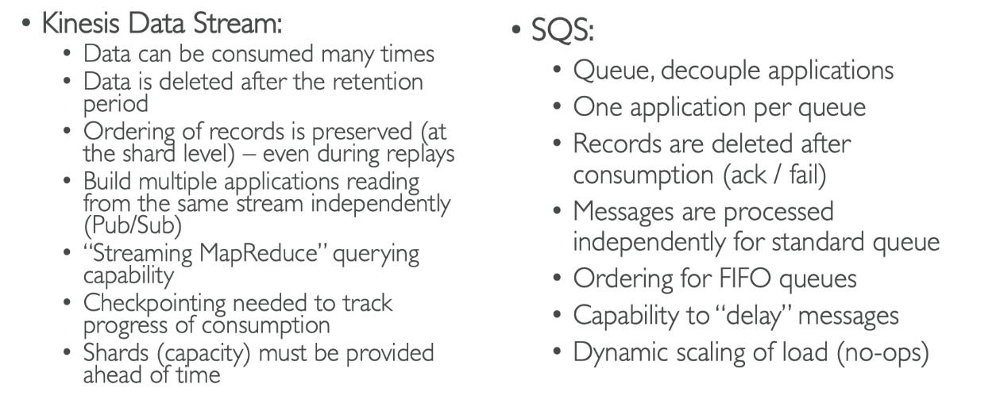 • Kinesis Data Stream:
• Data can be consumed many times
• Data is deleted after the retention
period
• Ordering of records is preserved (at
the shard level) – even during replays
• Build multiple applications reading
from the same stream independently
(Pub/Sub)
• “Streaming MapReduce” querying
capability
• Checkpointing needed to track
progress of consumption
• Shards (capacity) must be provided
ahead of time
• SQS:
• Queue, decouple applications
• One application per queue
• Records are deleted after
consumption (ack / fail)
• Messages are processed
independently for standard queue
• Ordering for FIFO queues
• Capability to “delay” messages
• Dynamic scaling of load (no-ops)